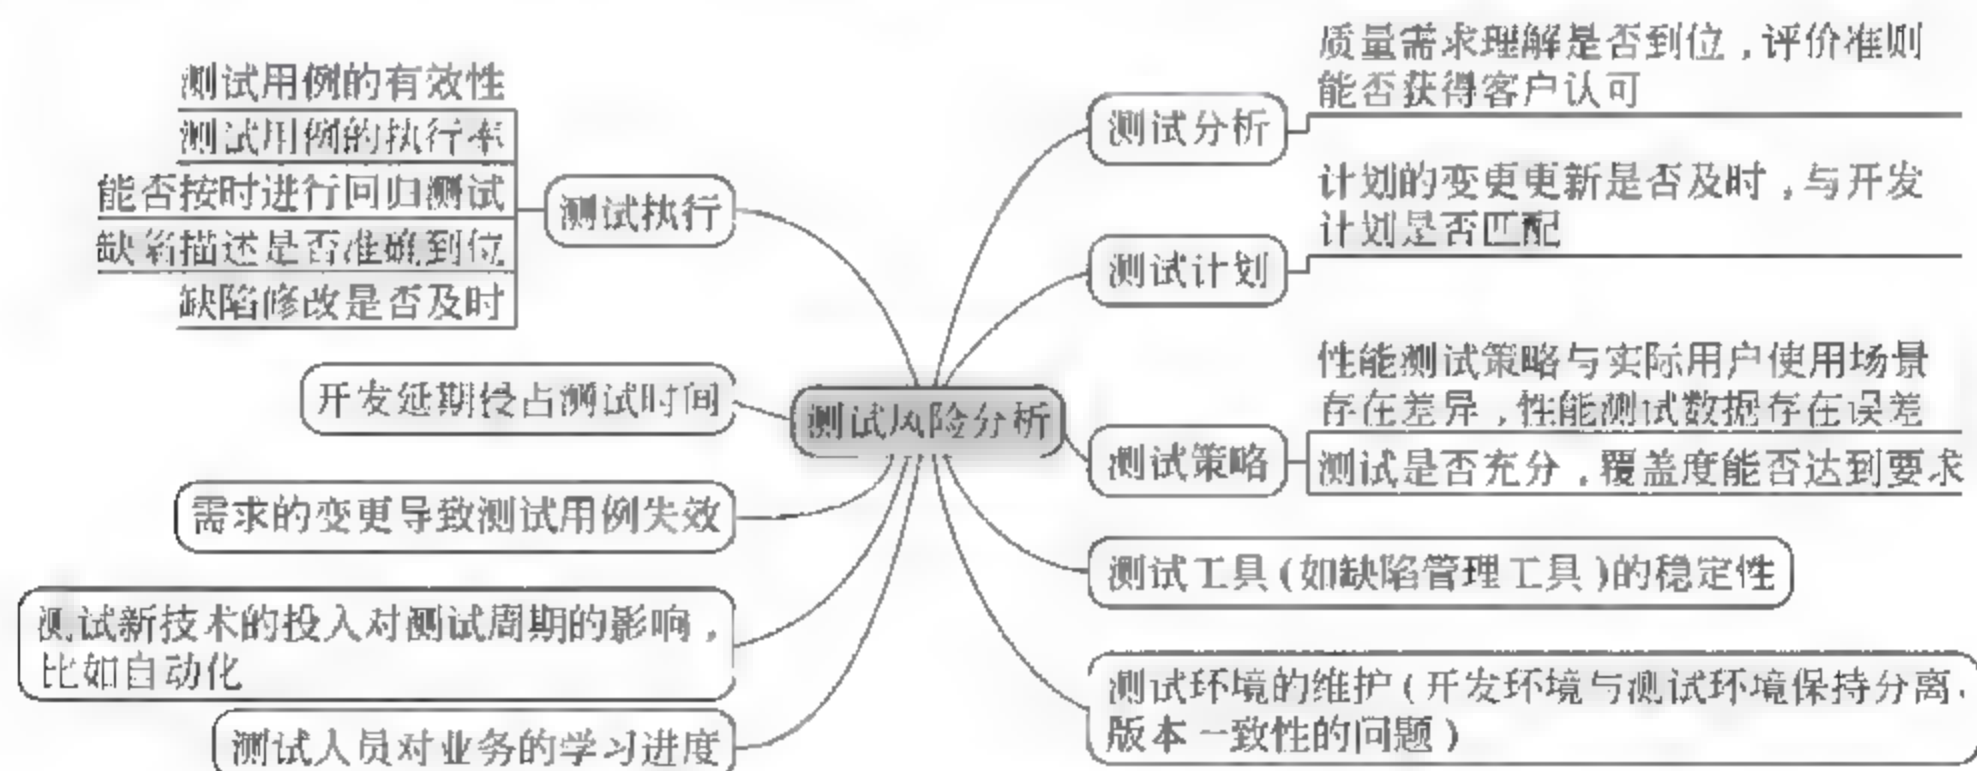 测试用例的有效性
测试用例的执行率
能否按时进行回归测试
缺陷描述是否准确到位
缺陷修改是否及时
测试执行
开发延期侵占测试时间
需求的变更导致测试用例失效
测试新技术的投入对测试周期的影响，
比如自动化
测试人员对业务的学习进度
测试风险分析
测试分析
质量需求理解是否到位，评价准则
能否获得客户认可
测试计划
计划的变更更新是否及时，与开发
计划是否匹配
测试策略
性能测试策略与实际用户使用场景
存在差异，性能测试数据存在误差
测试是否充分，覆盖度能否达到要求
测试工具(如缺陷管理工具)的稳定性
测试环境的维护(开发环境与测试环境保持分离、
版本一致性的问题)